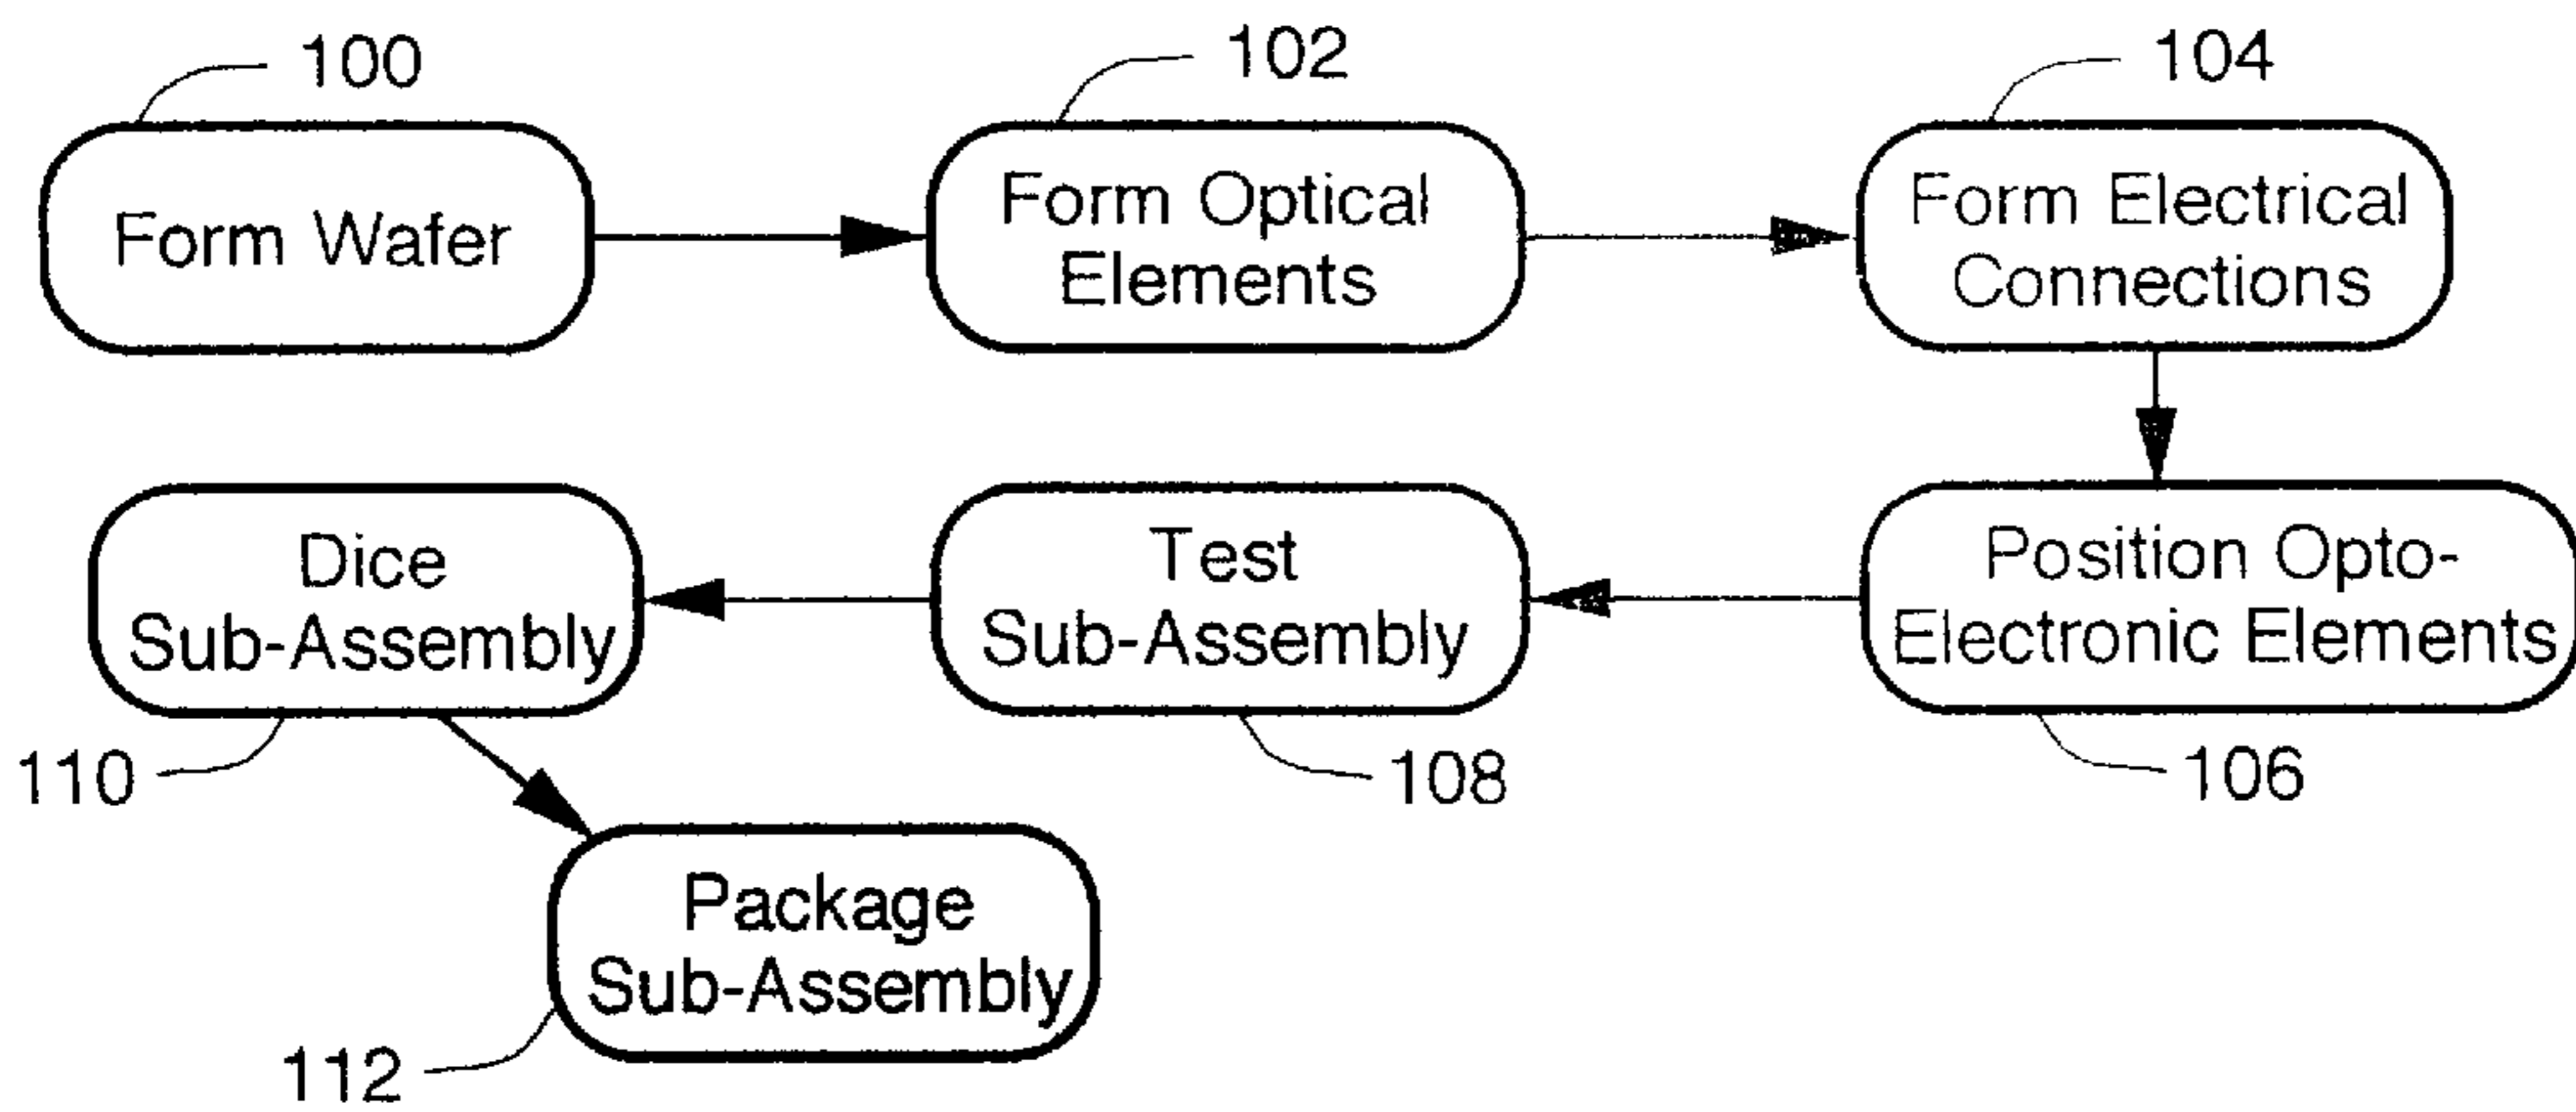 100
102
104
Form Wafer
Form Optical
Elements
Form Electrical
Connections
Position Opto-
Electronic Elements
106
Test
Sub-Assembly
108
Dice
Sub-Assembly
110
Package
Sub-Assembly
112